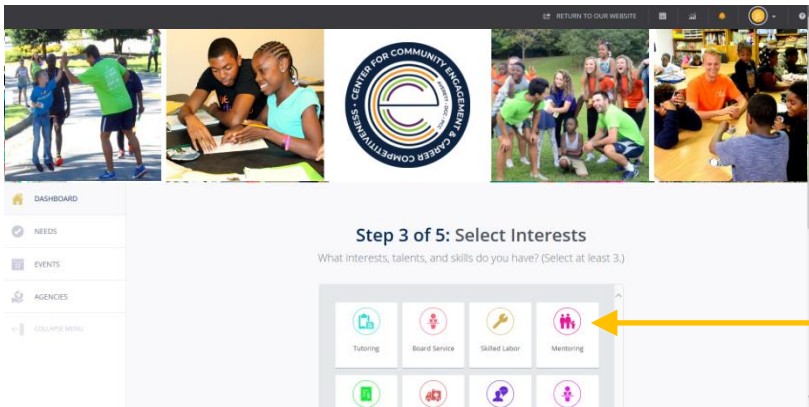 RETURN TO OUR WEBSITE
CENTER FOR COMMUNITY ENGAGEMENT & CAREER COMPETITIVENESS
DASHBOARD
NEEDS
EVENTS
AGENCIES
COLLAPSE MENU
Step 3 of 5: Select Interests
What interests, talents, and skills do you have? (Select at least 3.)
Tutoring
Board Service
Skilled Labor
Mentoring